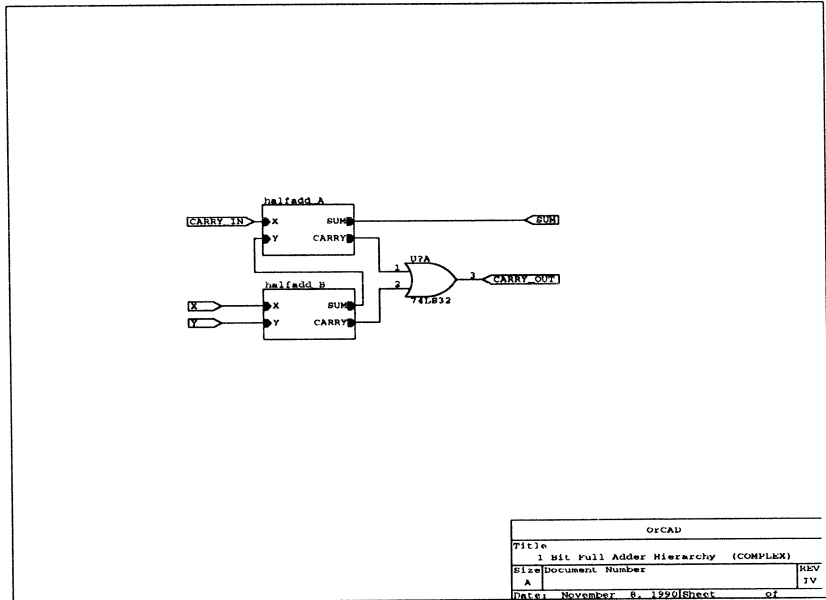 halfadd_A
CARRY_IN X SUM SUM
Y CARRY
U?A
1
3 CARRY_OUT
2
74LS32
halfadd_B
X X SUM
Y Y CARRY
OrCAD
Title
1 Bit Full Adder Hierarchy (COMPLEX)
Size Document Number REV
A IV
Date: November 8, 1990 Sheet of